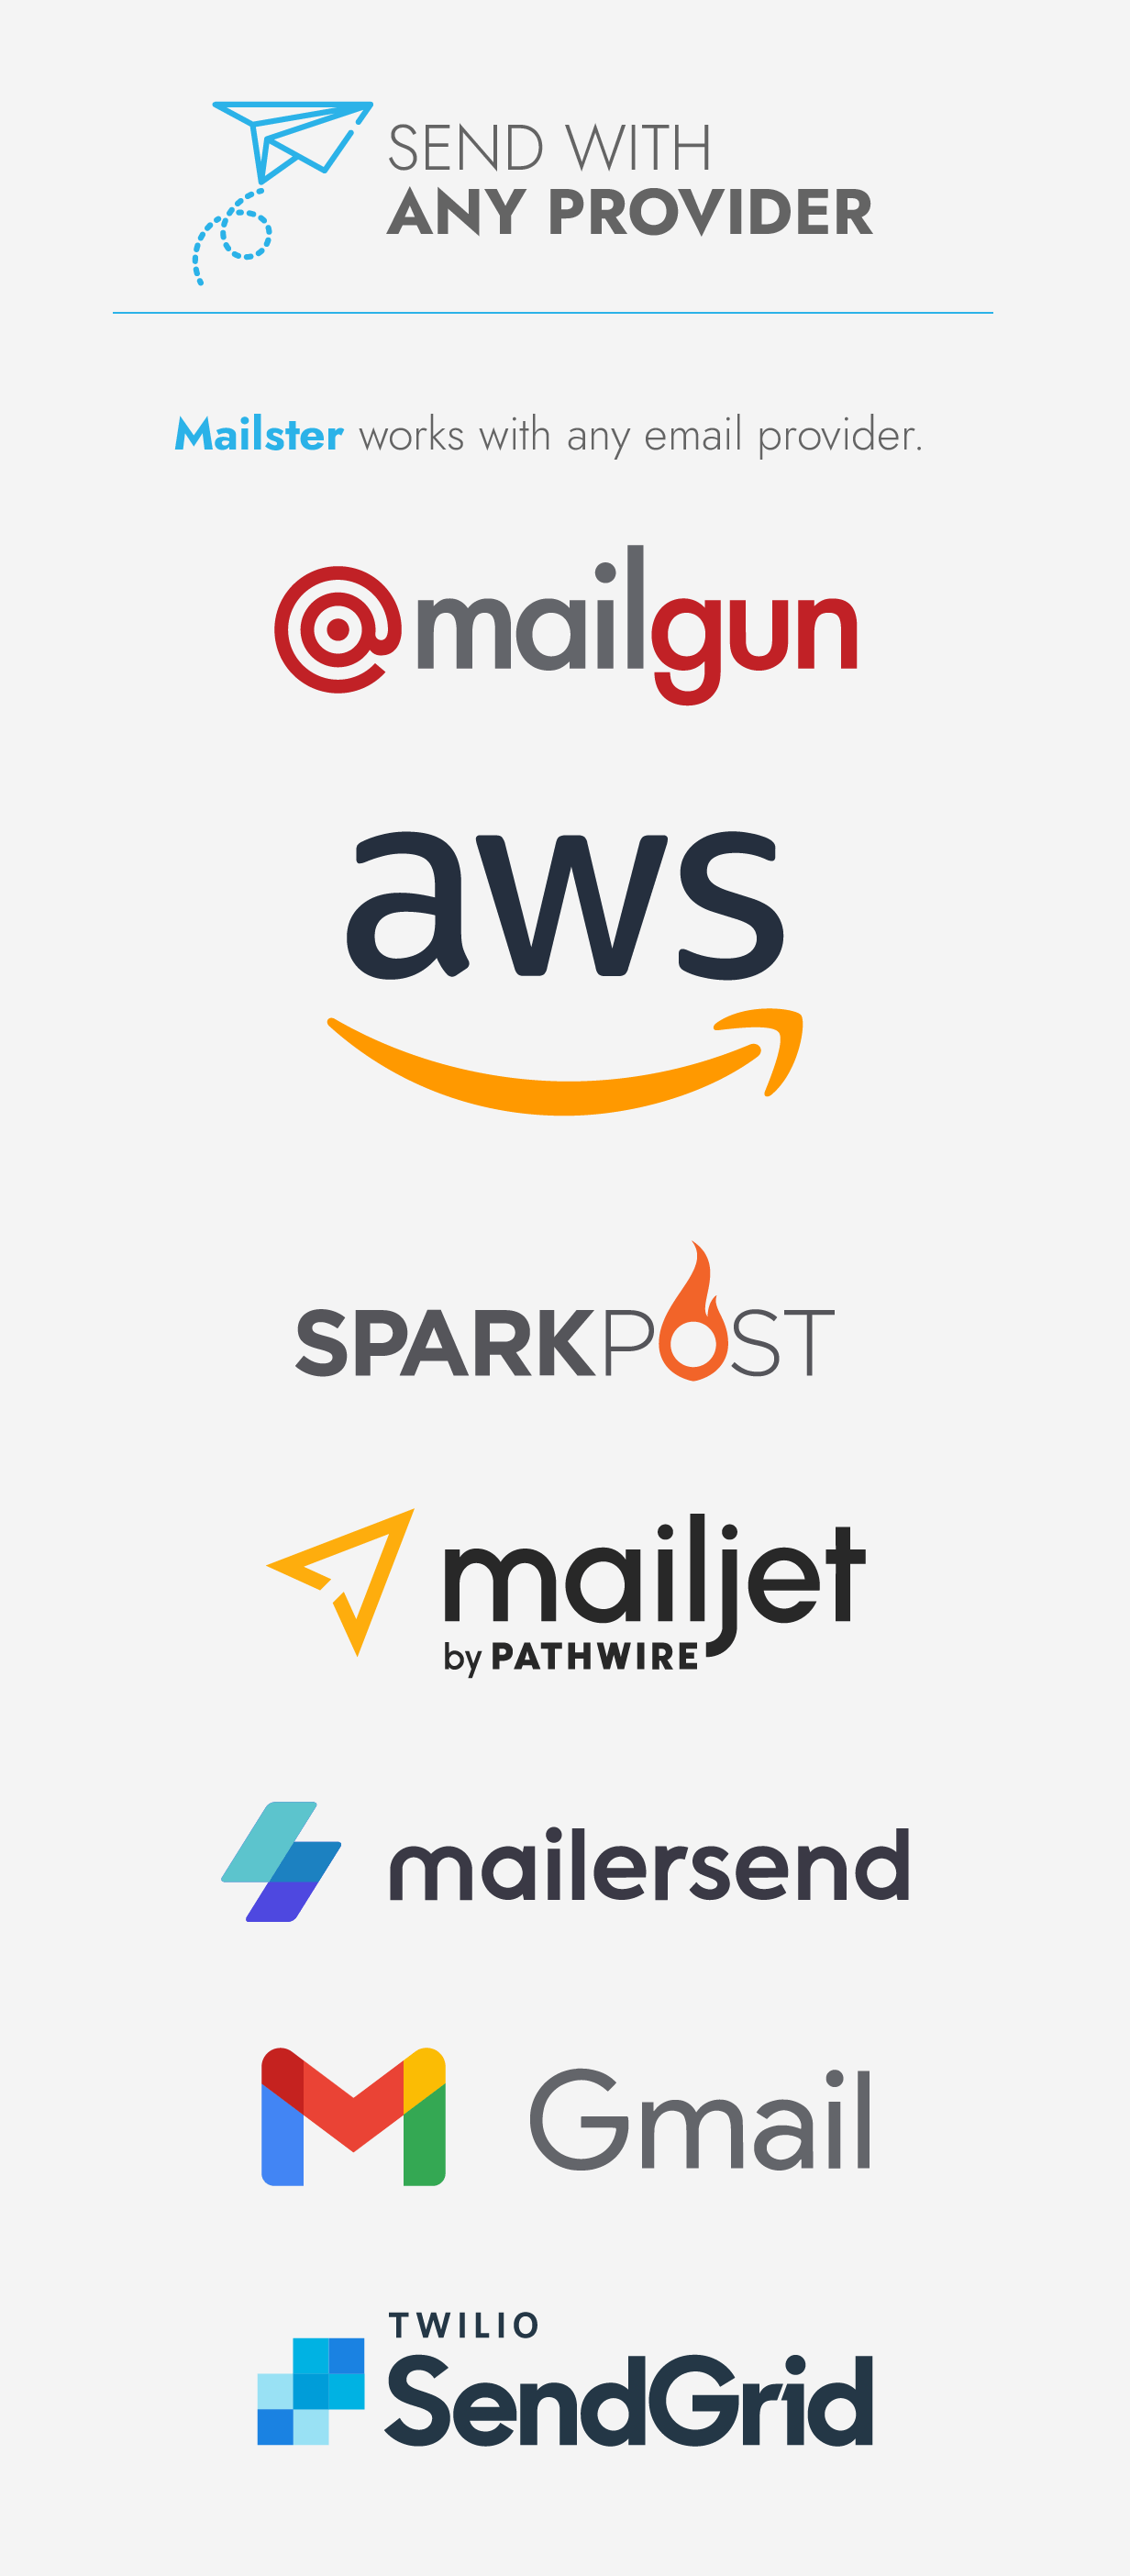 SEND WITH
ANY PROVIDER
Mailster works with any email provider.
mailgun
aws
SPARKPOST
mailjet
by PATHWIRE
mailersend
Gmail
TWILIO
SendGrid